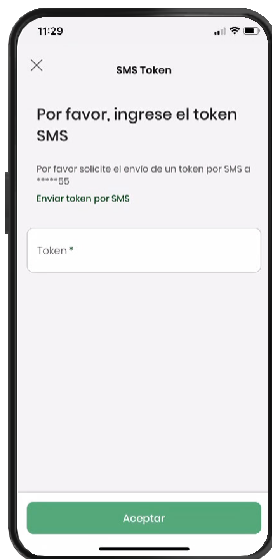 11:29
SMS Token
Por favor, ingrese el token
SMS
Por favor solicite el envío de un token por SMS a
*****55
Enviar token por SMS
Token *
Aceptar